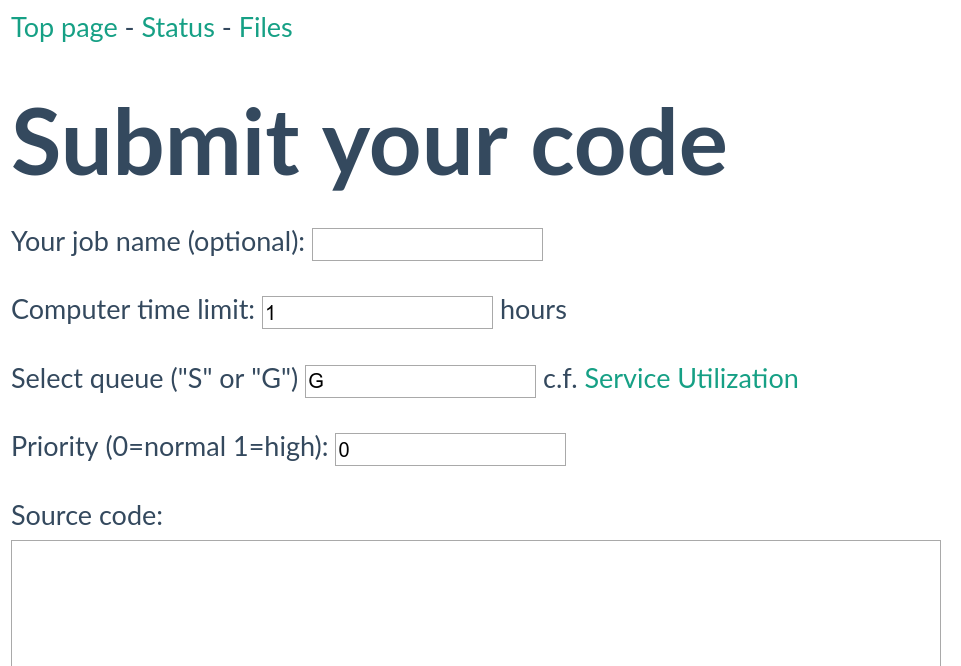 Top page - Status - Files
Submit your code
Your job name (optional):
Computer time limit: 1 hours
Select queue ("S" or "G") G c.f. Service Utilization
Priority (0=normal 1=high): 0
Source code: